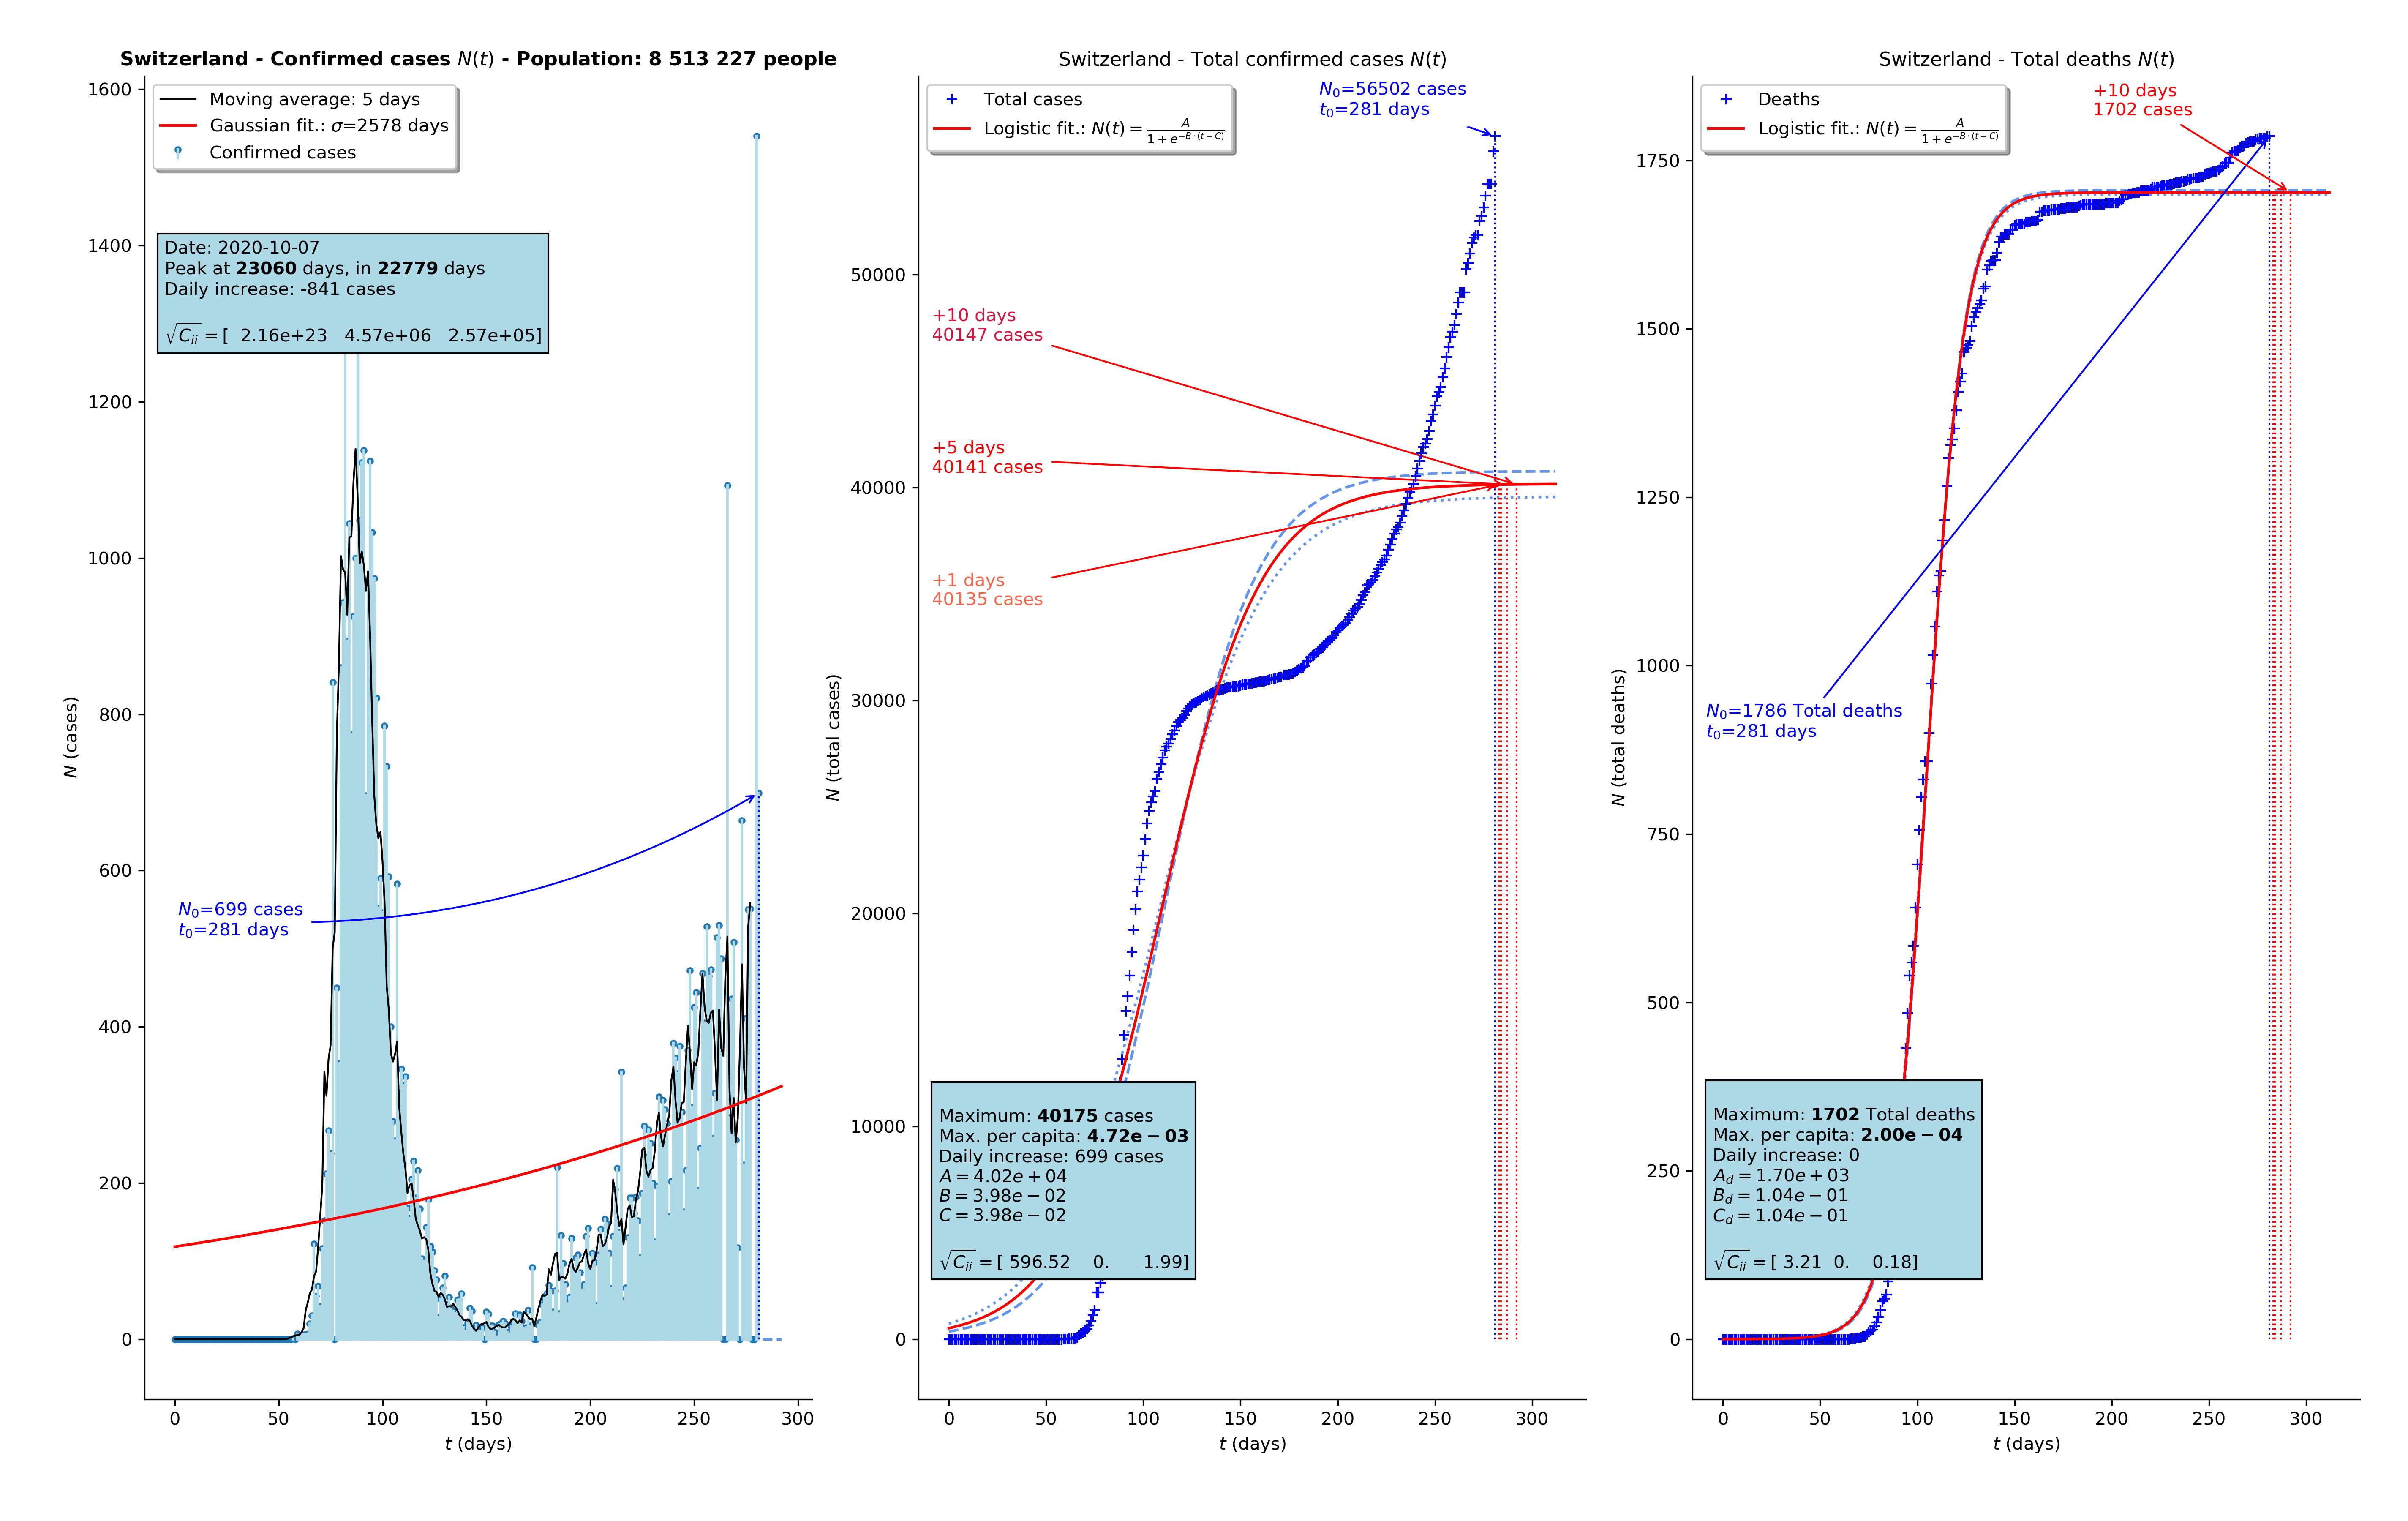 Switzerland - Confirmed cases N(t) - Population: 8 513 227 people
Moving average: 5 days
Gaussian fit.: σ=2578 days
Confirmed cases
Date: 2020-10-07
Peak at 23060 days, in 22779 days
Daily increase: -841 cases
√Cᵢᵢ = [ 2.16e+23 4.57e+06 2.57e+05]
N₀=699 cases
t₀=281 days
N (cases)
1600
1400
1200
1000
800
600
400
200
0
0 50 100 150 200 250 300
t (days)
Switzerland - Total confirmed cases N(t)
Total cases
Logistic fit.: N(t) = A / (1 + e^(−B·(t−C)))
N₀=56502 cases
t₀=281 days
+10 days
40147 cases
+5 days
40141 cases
+1 days
40135 cases
Maximum: 40175 cases
Max. per capita: 4.72e − 03
Daily increase: 699 cases
A = 4.02e + 04
B = 3.98e − 02
C = 3.98e − 02
√Cᵢᵢ = [ 596.52 0. 1.99]
N (total cases)
50000
40000
30000
20000
10000
0
0 50 100 150 200 250 300
t (days)
Switzerland - Total deaths N(t)
Deaths
Logistic fit.: N(t) = A / (1 + e^(−B·(t−C)))
+10 days
1702 cases
N₀=1786 Total deaths
t₀=281 days
Maximum: 1702 Total deaths
Max. per capita: 2.00e − 04
Daily increase: 0
A_d = 1.70e + 03
B_d = 1.04e − 01
C_d = 1.04e − 01
√Cᵢᵢ = [ 3.21 0. 0.18]
N (total deaths)
1750
1500
1250
1000
750
500
250
0
0 50 100 150 200 250 300
t (days)